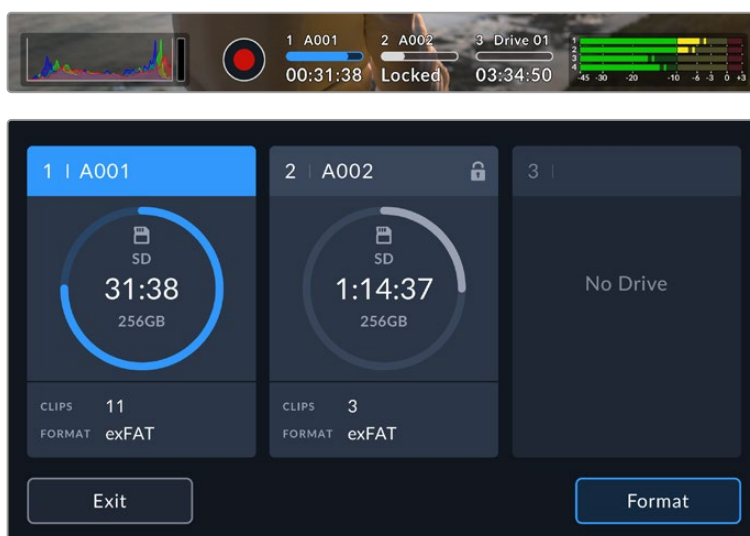 1 A001 2 A002 3 Drive 01
00:31:38 Locked 03:34:50
1
2
3
4
-45 -30 -20 -10 -6 -3 0 +3
1 | A001
SD
31:38
256GB
CLIPS 11
FORMAT exFAT
2 | A002
SD
1:14:37
256GB
CLIPS 3
FORMAT exFAT
3 |
No Drive
Exit
Format